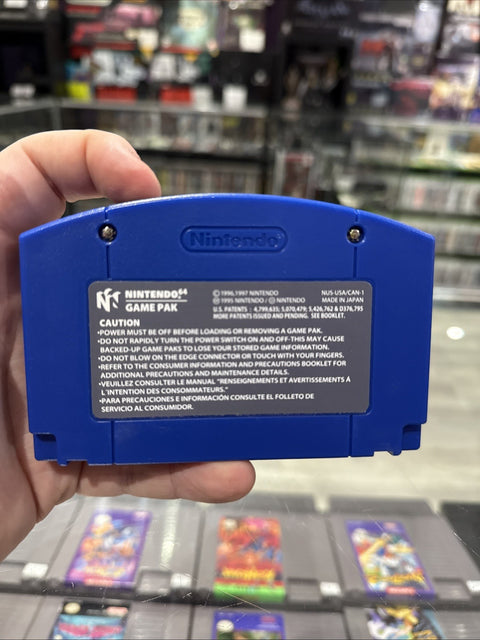 Nintendo
NINTENDO64
GAME PAK
©1996,1997 NINTENDO
Ⓜ1995 NINTENDO / Ⓝ NINTENDO
NUS-USA/CAN-1
MADE IN JAPAN
U.S. PATENTS : 4,799,635; 5,070,479; 5,426,762 & D376,795
MORE PATENTS ISSUED AND PENDING. SEE BOOKLET.
CAUTION
•POWER MUST BE OFF BEFORE LOADING OR REMOVING A GAME PAK.
•DO NOT RAPIDLY TURN THE POWER SWITCH ON AND OFF-THIS MAY CAUSE
BACKED-UP GAME PAKS TO LOSE YOUR STORED GAME INFORMATION.
•DO NOT BLOW ON THE EDGE CONNECTOR OR TOUCH WITH YOUR FINGERS.
•REFER TO THE CONSUMER INFORMATION AND PRECAUTIONS BOOKLET FOR
ADDITIONAL PRECAUTIONS AND MAINTENANCE DETAILS.
•VEUILLEZ CONSULTER LE MANUAL "RENSEIGNEMENTS ET AVERTISSEMENTS Á
L'INTENTION DES CONSOMMATEURS."
•PARA PRECAUCIONES E INFORMACIÓN CONSULTE EL FOLLETO DE
SERVICIO AL CONSUMIDOR.